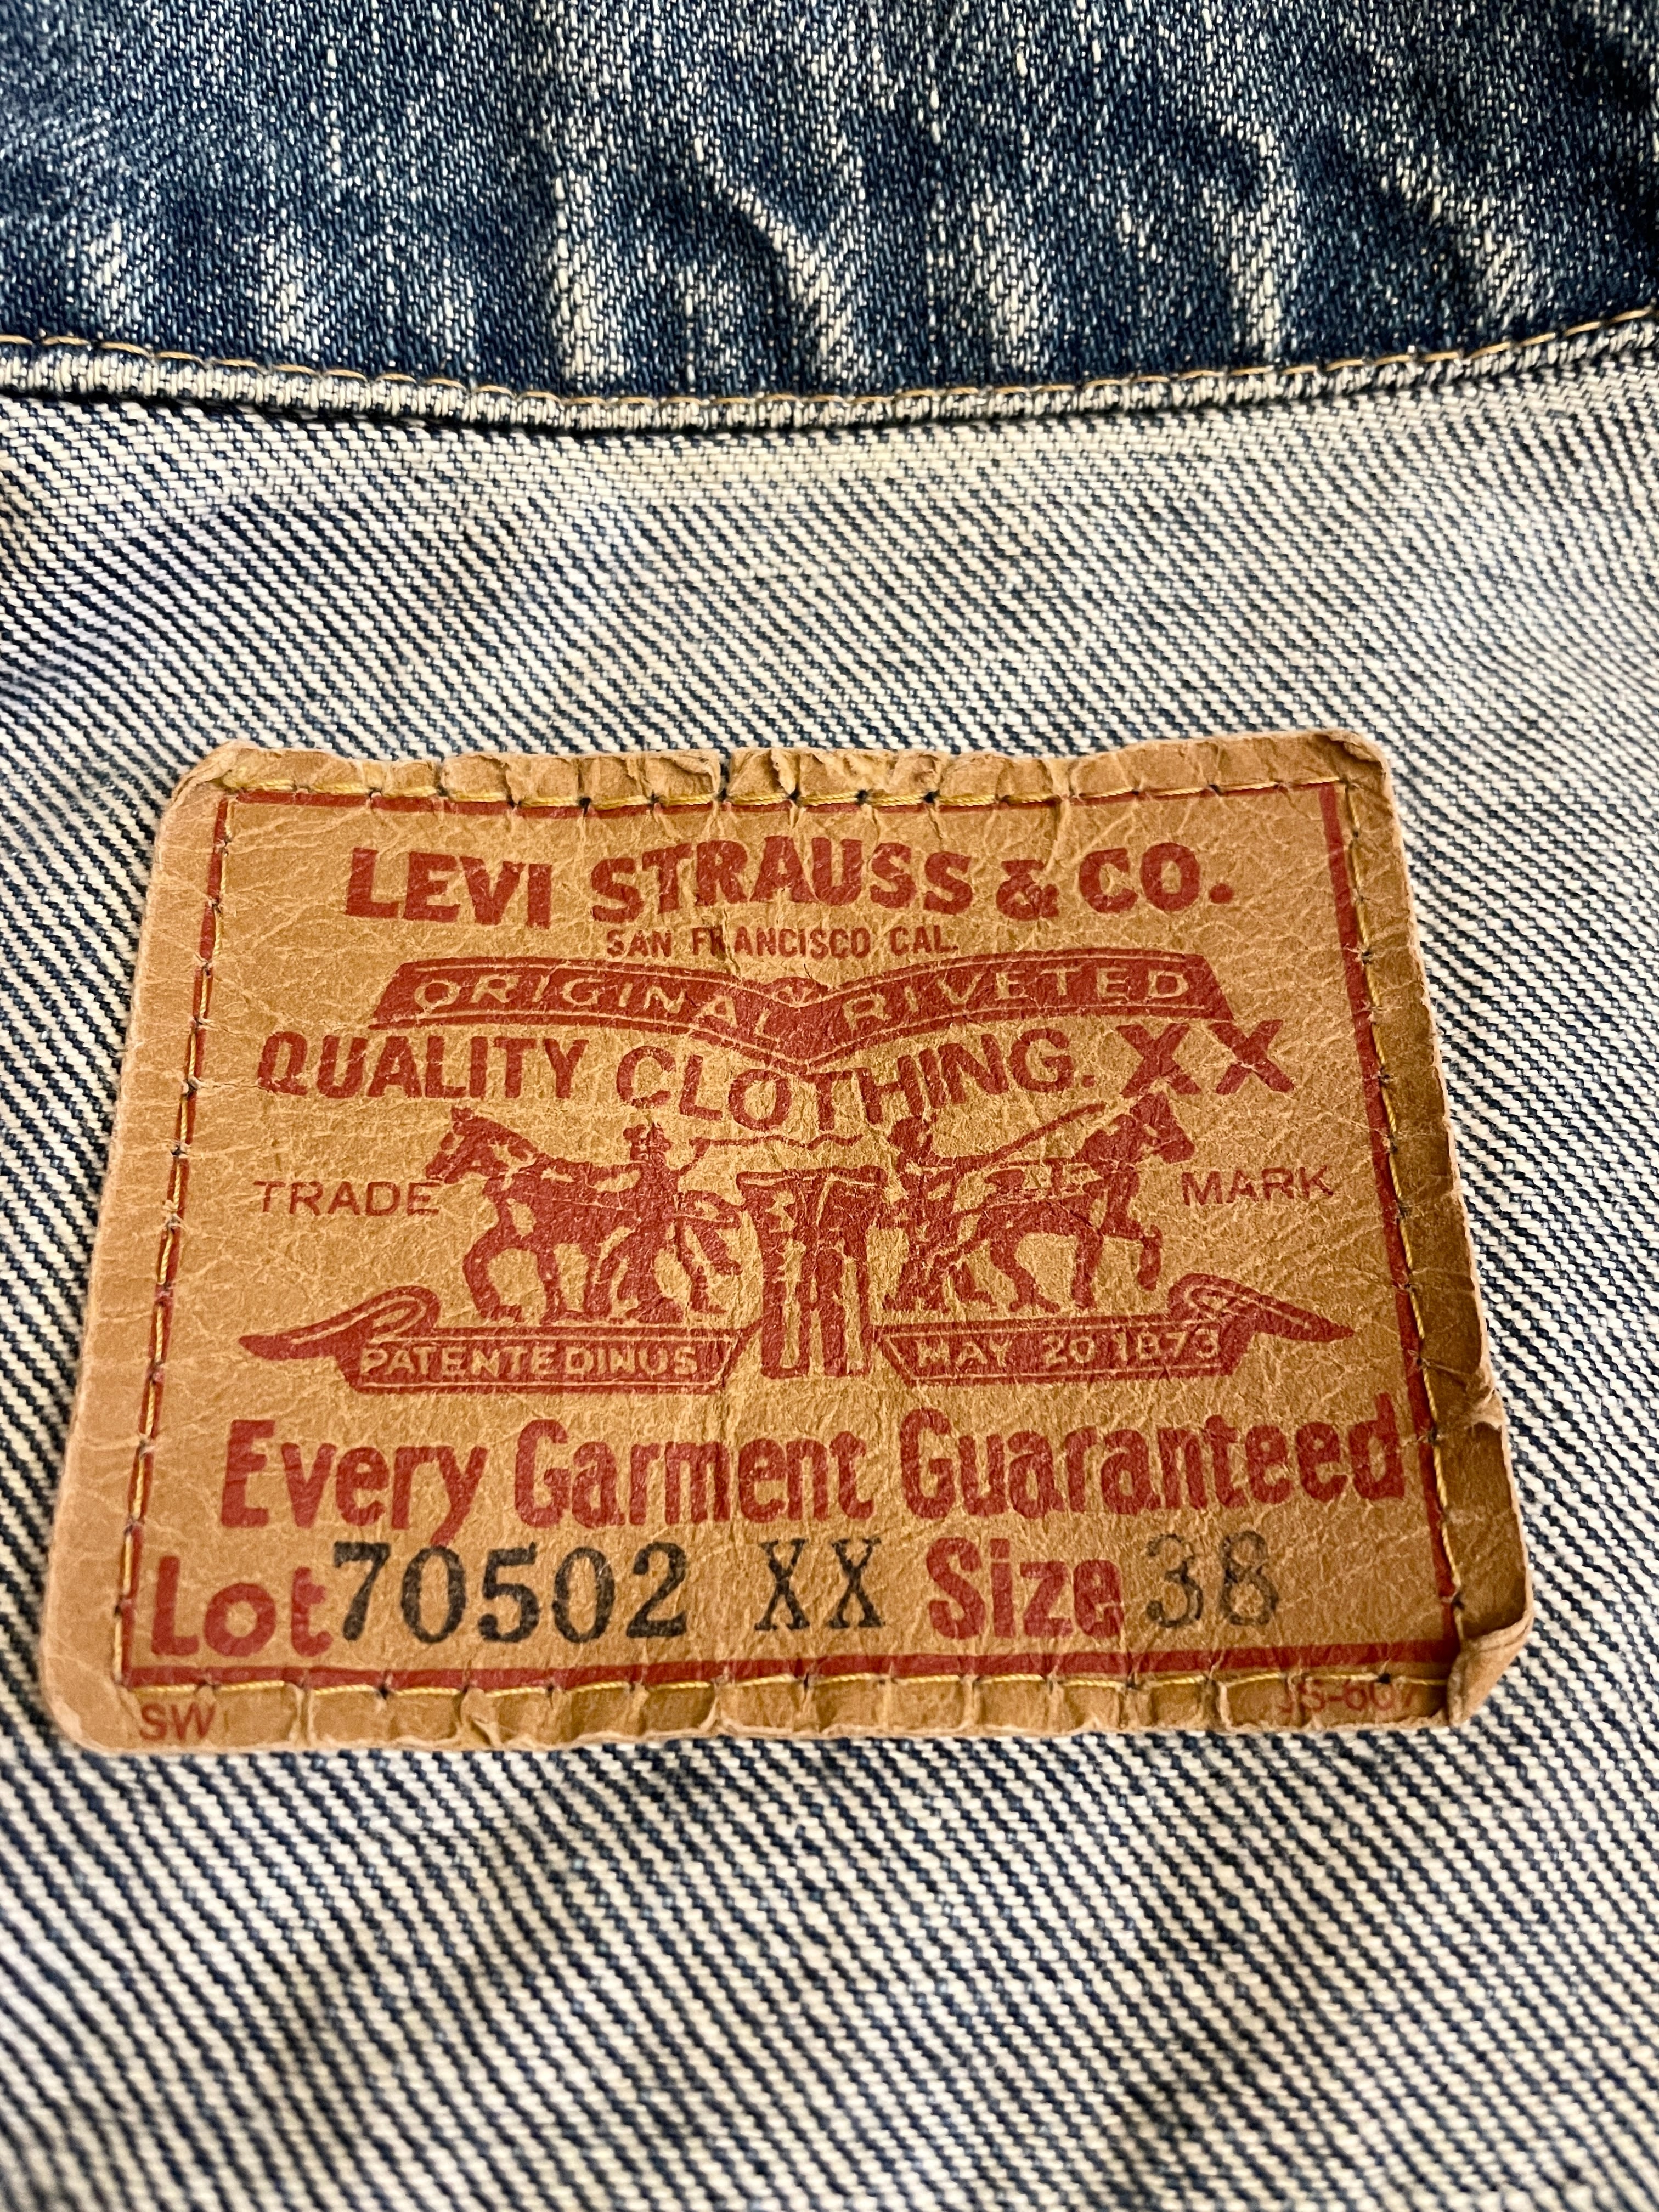 LEVI STRAUSS & CO.
SAN FRANCISCO CAL.
ORIGINAL RIVETED
QUALITY CLOTHING. XX
TRADE MARK
PATENTED IN U S MAY 20 1873
Every Garment Guaranteed
Lot 70502 XX Size 38
SW